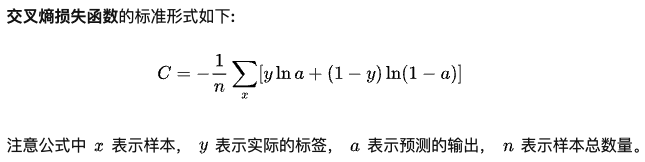 交叉熵损失函数的标准形式如下:
C = -\frac{1}{n} \sum_{x} [y \ln a + (1 - y) \ln(1 - a)]
注意公式中 x 表示样本， y 表示实际的标签， a 表示预测的输出， n 表示样本总数量。